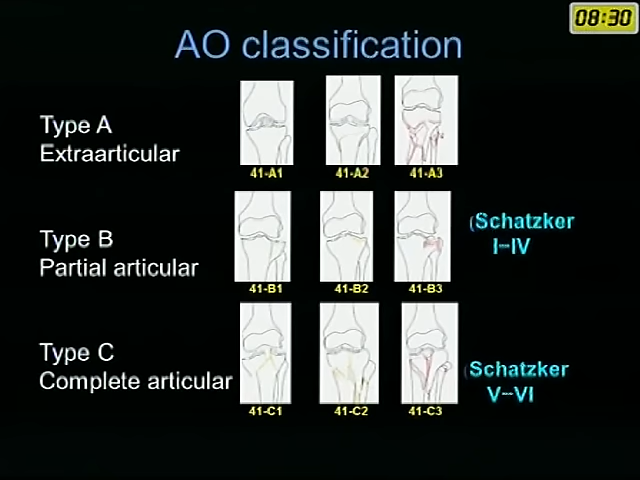 08:30
AO classification
Type A
Extraarticular
41-A1
41-A2
41-A3
Type B
Partial articular
41-B1
41-B2
41-B3
(Schatzker
I-IV
Type C
Complete articular
41-C1
41-C2
41-C3
(Schatzker
V-VI